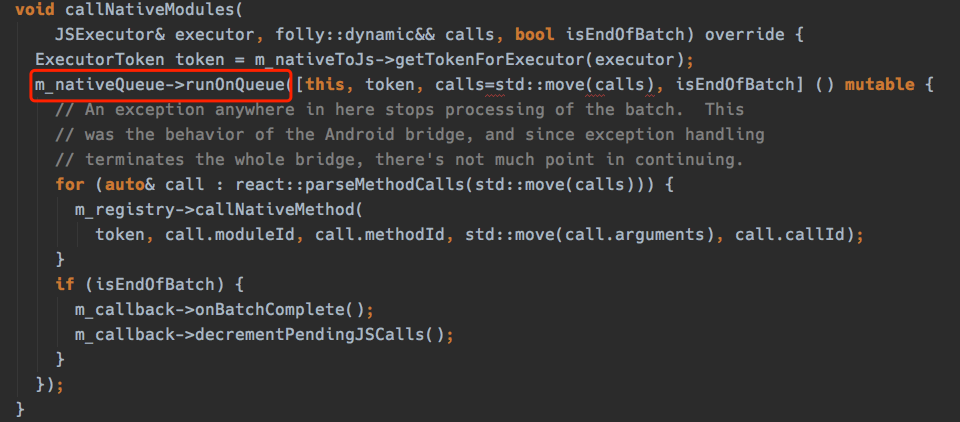 void callNativeModules(
JSExecutor& executor, folly::dynamic&& calls, bool isEndOfBatch) override {
ExecutorToken token = m_nativeToJs->getTokenForExecutor(executor);
m_nativeQueue->runOnQueue([this, token, calls=std::move(calls), isEndOfBatch] () mutable {
// An exception anywhere in here stops processing of the batch.  This
// was the behavior of the Android bridge, and since exception handling
// terminates the whole bridge, there's not much point in continuing.
for (auto& call : react::parseMethodCalls(std::move(calls))) {
m_registry->callNativeMethod(
token, call.moduleId, call.methodId, std::move(call.arguments), call.callId);
}
if (isEndOfBatch) {
m_callback->onBatchComplete();
m_callback->decrementPendingJSCalls();
}
});
}